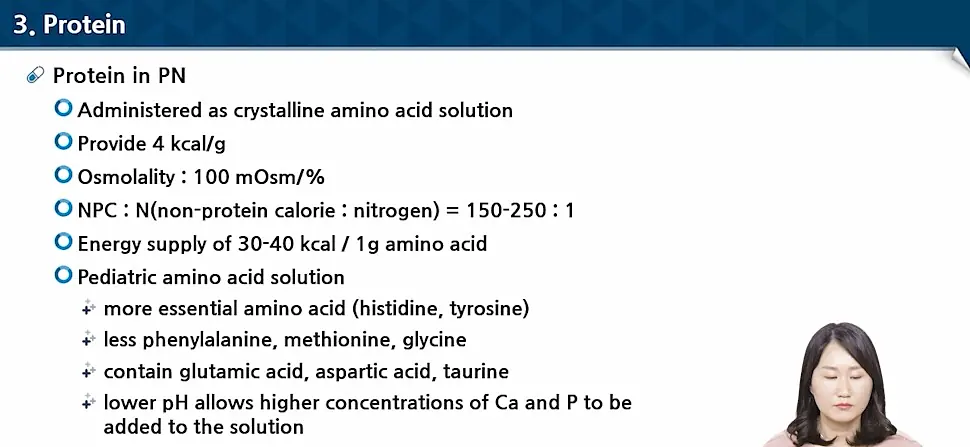 3. Protein
Protein in PN
Administered as crystalline amino acid solution
Provide 4 kcal/g
Osmolality : 100 mOsm/%
NPC : N(non-protein calorie : nitrogen) = 150-250 : 1
Energy supply of 30-40 kcal / 1g amino acid
Pediatric amino acid solution
more essential amino acid (histidine, tyrosine)
less phenylalanine, methionine, glycine
contain glutamic acid, aspartic acid, taurine
lower pH allows higher concentrations of Ca and P to be
added to the solution